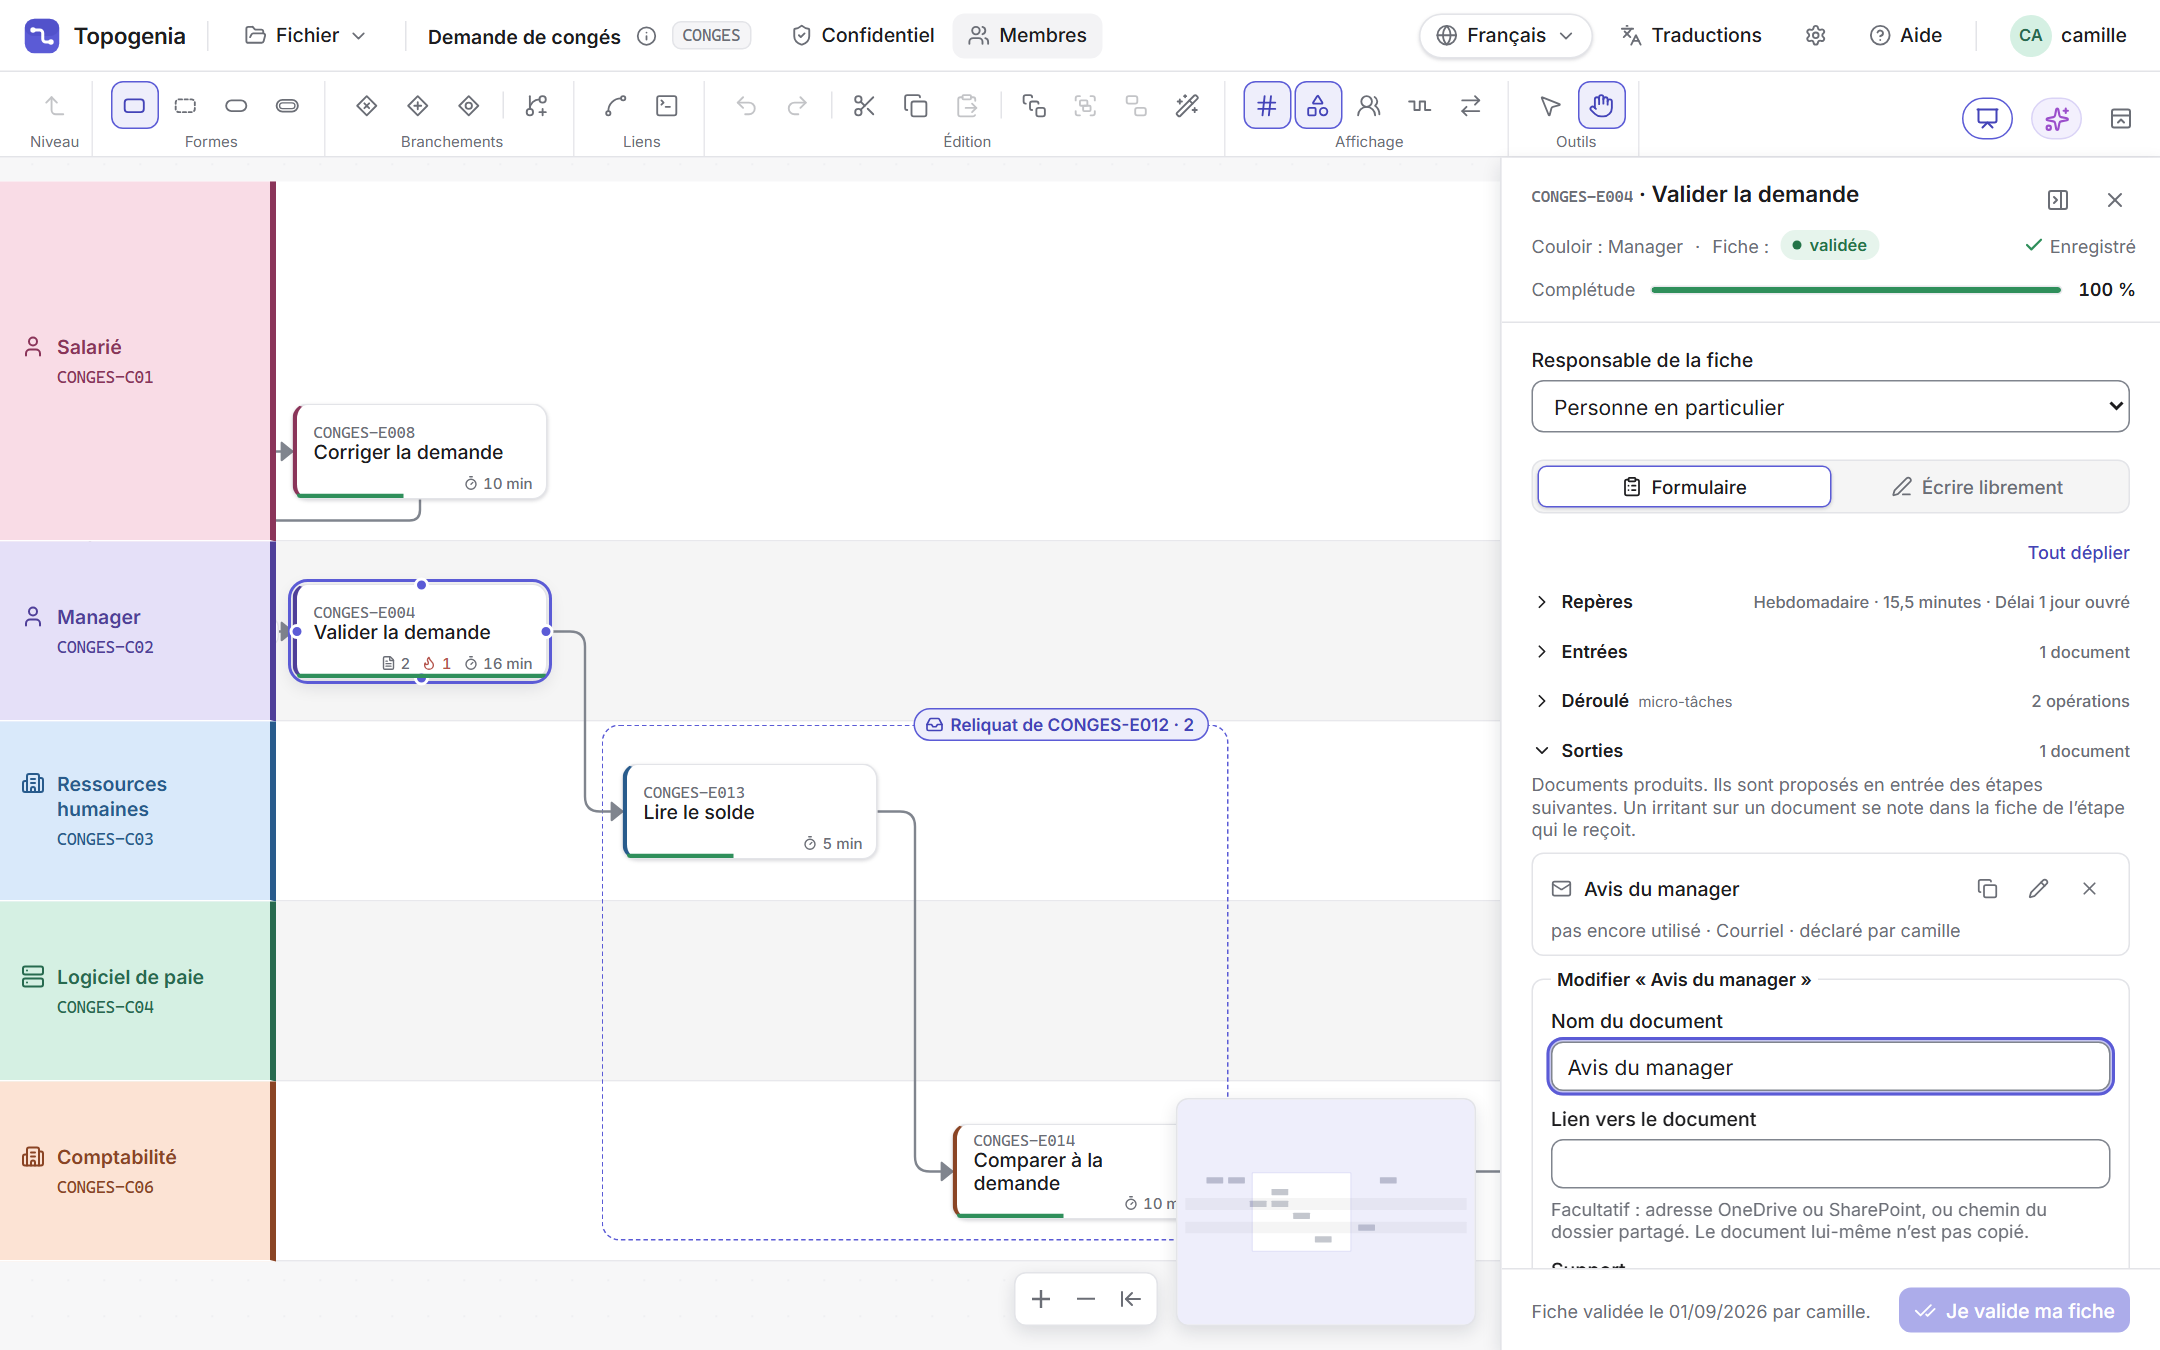 Topogenia
Fichier
Demande de congés
CONGES
Confidentiel
Membres
Français
Traductions
Aide
CA
camille
Niveau
Formes
Branchements
Liens
Édition
Affichage
Outils
Salarié
CONGES-C01
CONGES-E008
Corriger la demande
10 min
Manager
CONGES-C02
CONGES-E004
Valider la demande
2 1 16 min
Ressources
humaines
CONGES-C03
Reliquat de CONGES-E012 · 2
CONGES-E013
Lire le solde
5 min
Logiciel de paie
CONGES-C04
Comptabilité
CONGES-C06
CONGES-E014
Comparer à la
demande
10 m
CONGES-E004 · Valider la demande
Couloir : Manager · Fiche : validée
Enregistré
Complétude
100 %
Responsable de la fiche
Personne en particulier
Formulaire
Écrire librement
Tout déplier
Repères
Hebdomadaire · 15,5 minutes · Délai 1 jour ouvré
Entrées
1 document
Déroulé micro-tâches
2 opérations
Sorties
1 document
Documents produits. Ils sont proposés en entrée des étapes
suivantes. Un irritant sur un document se note dans la fiche de l’étape
qui le reçoit.
Avis du manager
pas encore utilisé · Courriel · déclaré par camille
Modifier « Avis du manager »
Nom du document
Avis du manager
Lien vers le document
Facultatif : adresse OneDrive ou SharePoint, ou chemin du
dossier partagé. Le document lui-même n’est pas copié.
Support
Fiche validée le 01/09/2026 par camille.
Je valide ma fiche